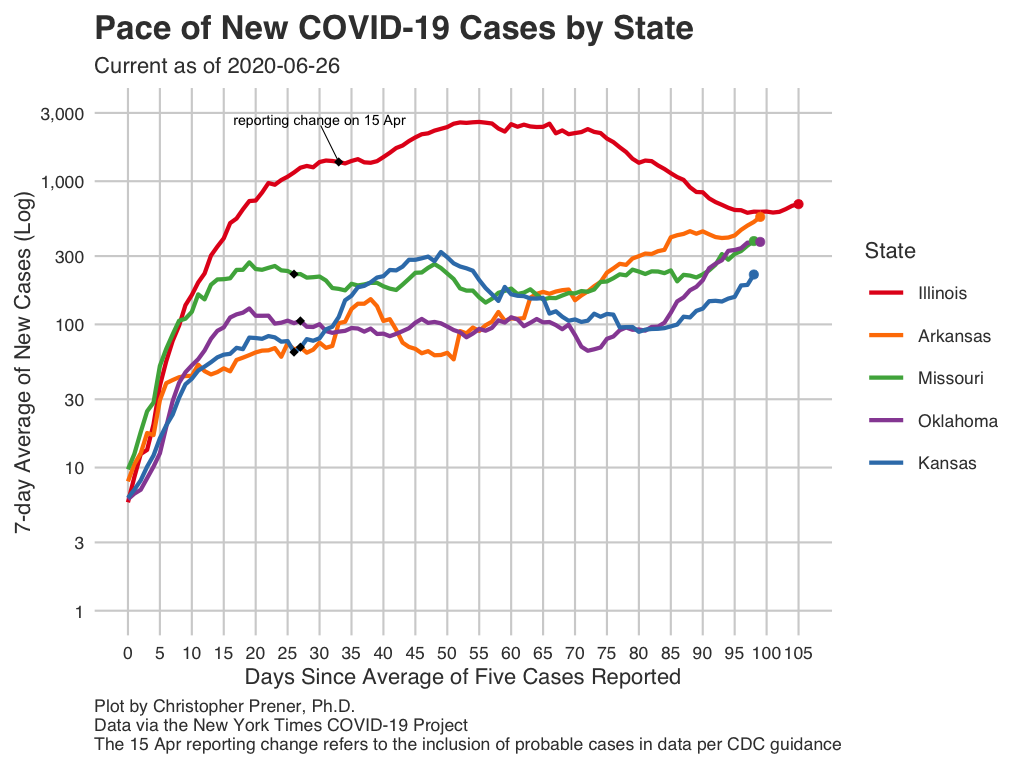 Pace of New COVID-19 Cases by State
Current as of 2020-06-26
7-day Average of New Cases (Log)
3,000
1,000
300
100
30
10
3
1
reporting change on 15 Apr
0 5 10 15 20 25 30 35 40 45 50 55 60 65 70 75 80 85 90 95 100 105
Days Since Average of Five Cases Reported
State
Illinois
Arkansas
Missouri
Oklahoma
Kansas
Plot by Christopher Prener, Ph.D.
Data via the New York Times COVID-19 Project
The 15 Apr reporting change refers to the inclusion of probable cases in data per CDC guidance